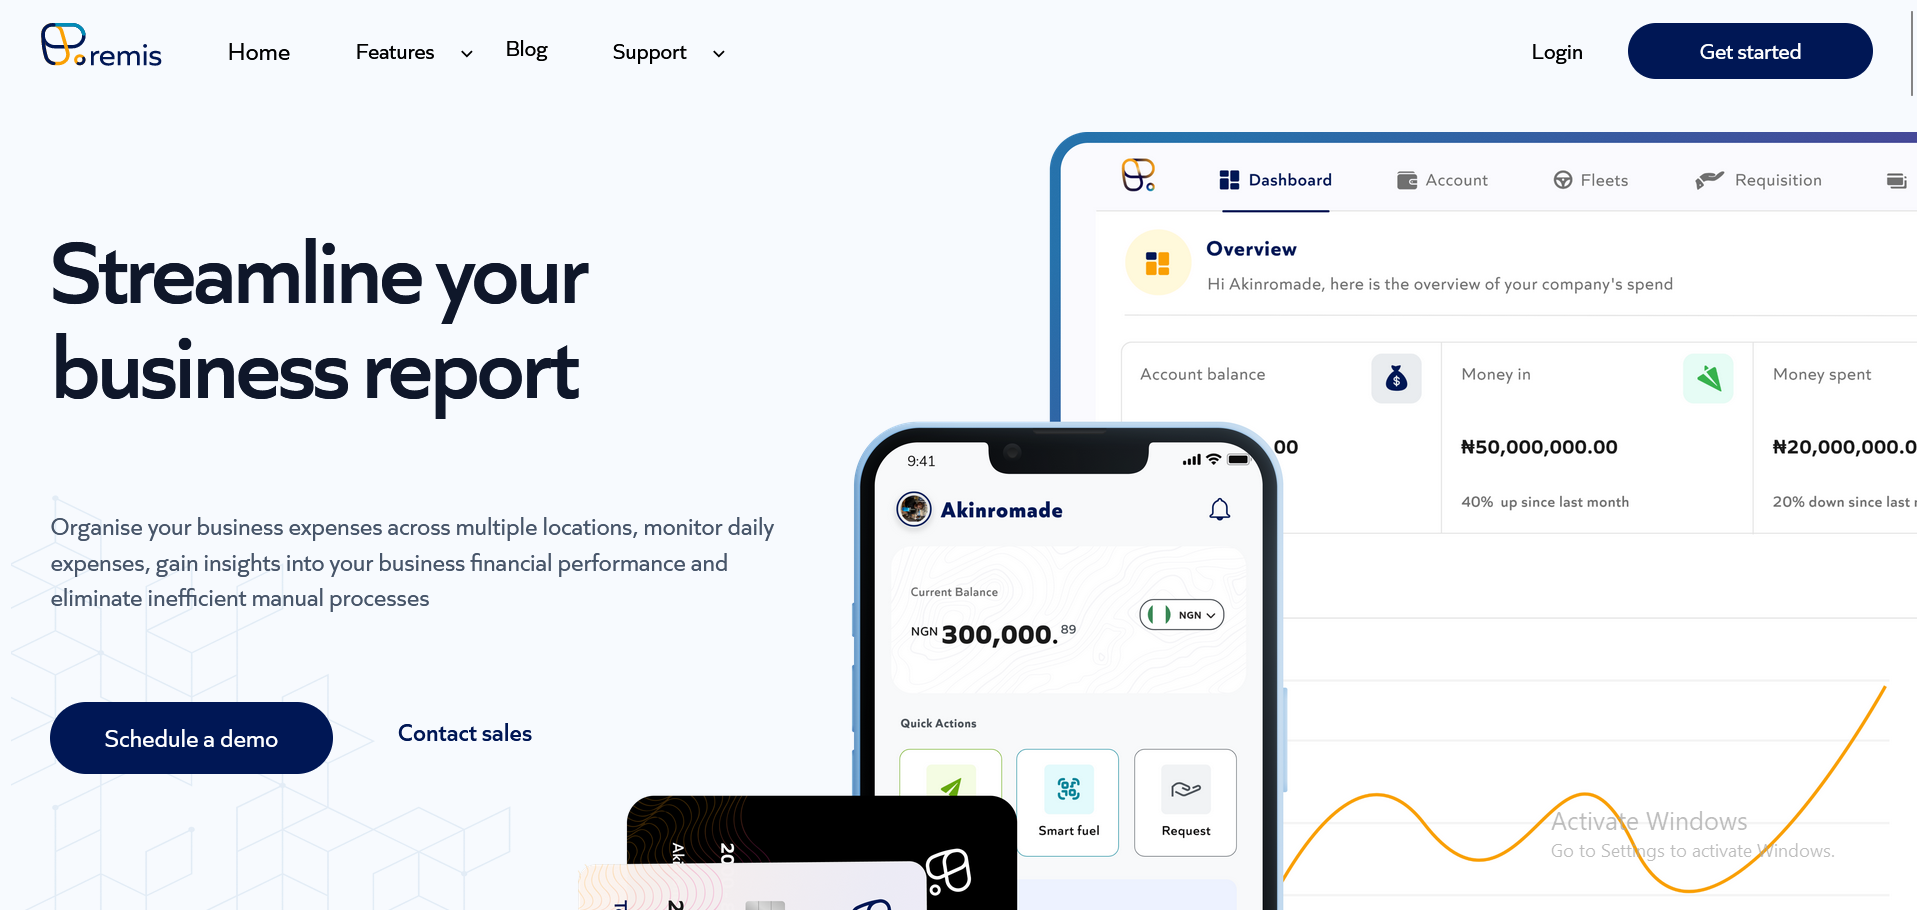 remis
Home
Features
Blog
Support
Login
Get started
Streamline your
business report
Organise your business expenses across multiple locations, monitor daily
expenses, gain insights into your business financial performance and
eliminate inefficient manual processes
Schedule a demo
Contact sales
Dashboard
Account
Fleets
Requisition
Overview
Hi Akinromade, here is the overview of your company's spend
Account balance
Money in
Money spent
00
₦50,000,000.00
₦20,000,000.0
40% up since last month
20% down since last
9:41
Akinromade
Current Balance
NGN 300,000.89
NGN
Quick Actions
Smart fuel
Request
20
Activate Windows
Go to Settings to activate Windows.